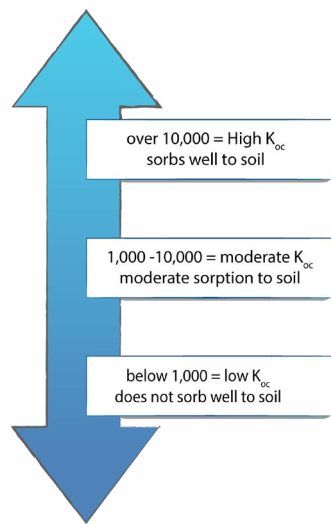 over 10,000 = High Koc
sorbs well to soil
1,000 -10,000 = moderate Koc
moderate sorption to soil
below 1,000 = low Koc
does not sorb well to soil